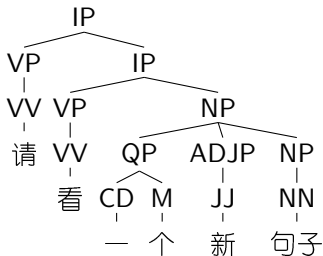 IP
VP IP
VV VP NP
请 VV QP ADJP NP
看 CD M JJ NN
一 个 新 句子